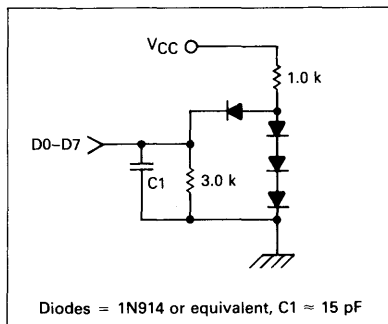 VCC
1.0 k
D0–D7
C1
3.0 k
Diodes = 1N914 or equivalent, C1 ≈ 15 pF